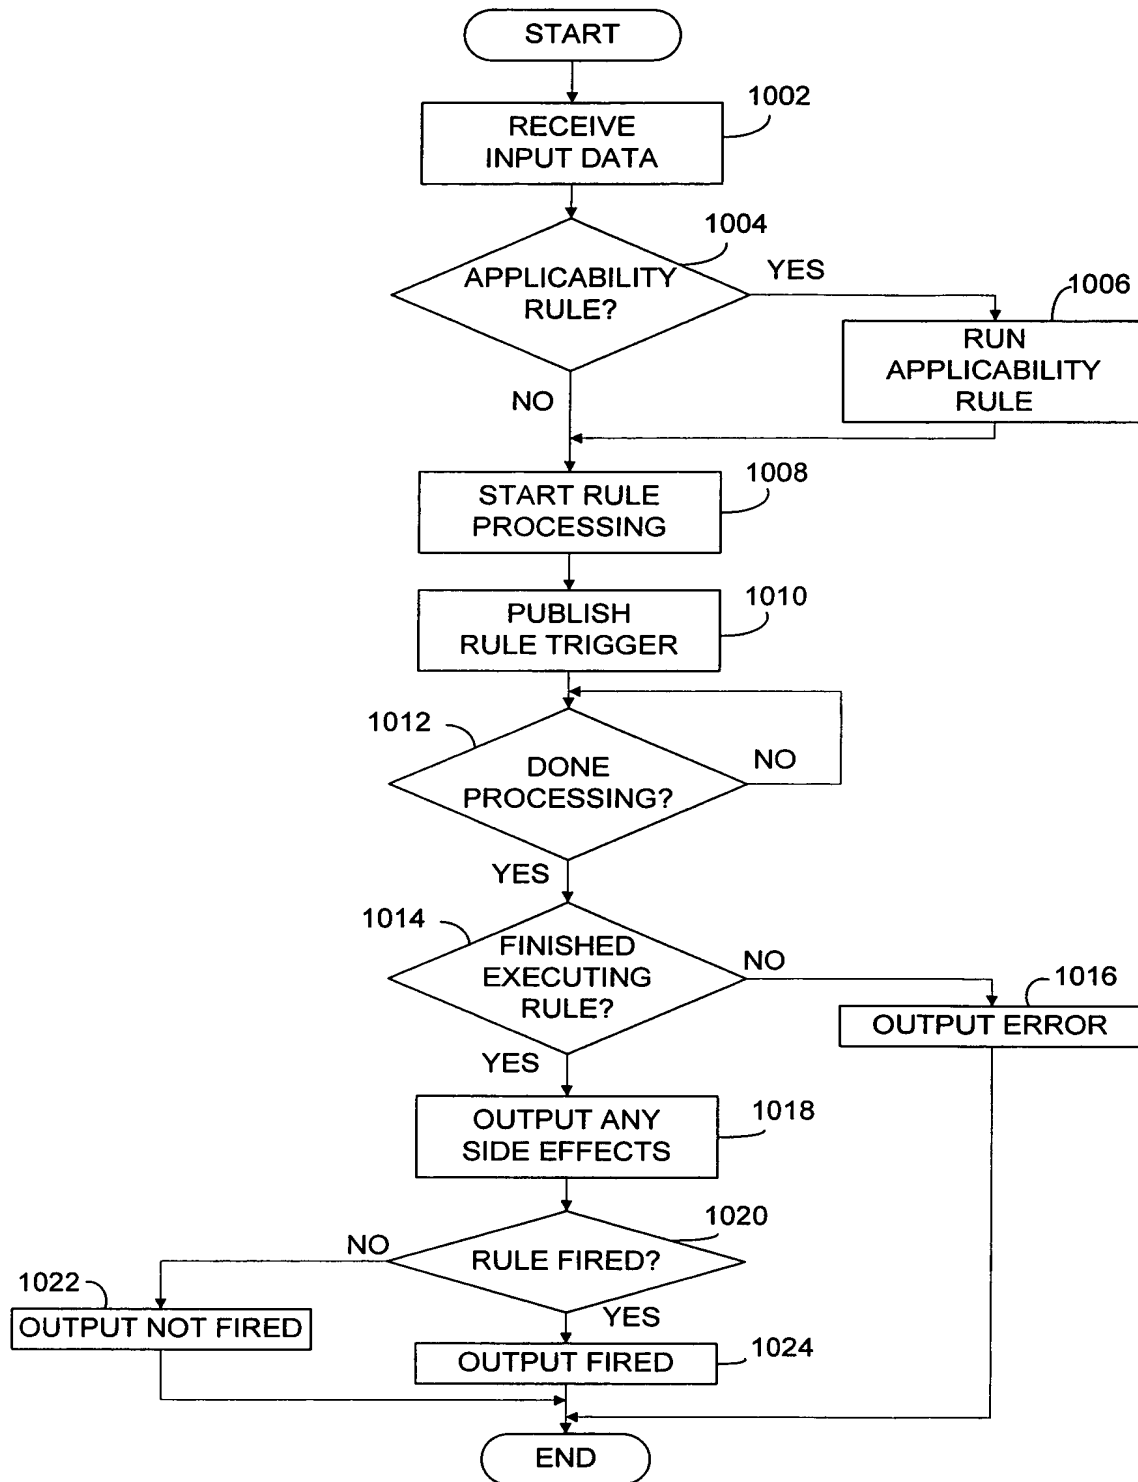 START
1002
RECEIVE
INPUT DATA
1004
APPLICABILITY
RULE?
YES
1006
RUN
APPLICABILITY
RULE
NO
1008
START RULE
PROCESSING
1010
PUBLISH
RULE TRIGGER
1012
DONE
PROCESSING?
NO
YES
1014
FINISHED
EXECUTING
RULE?
NO
1016
OUTPUT ERROR
YES
1018
OUTPUT ANY
SIDE EFFECTS
1020
RULE FIRED?
NO
1022
OUTPUT NOT FIRED
YES
1024
OUTPUT FIRED
END